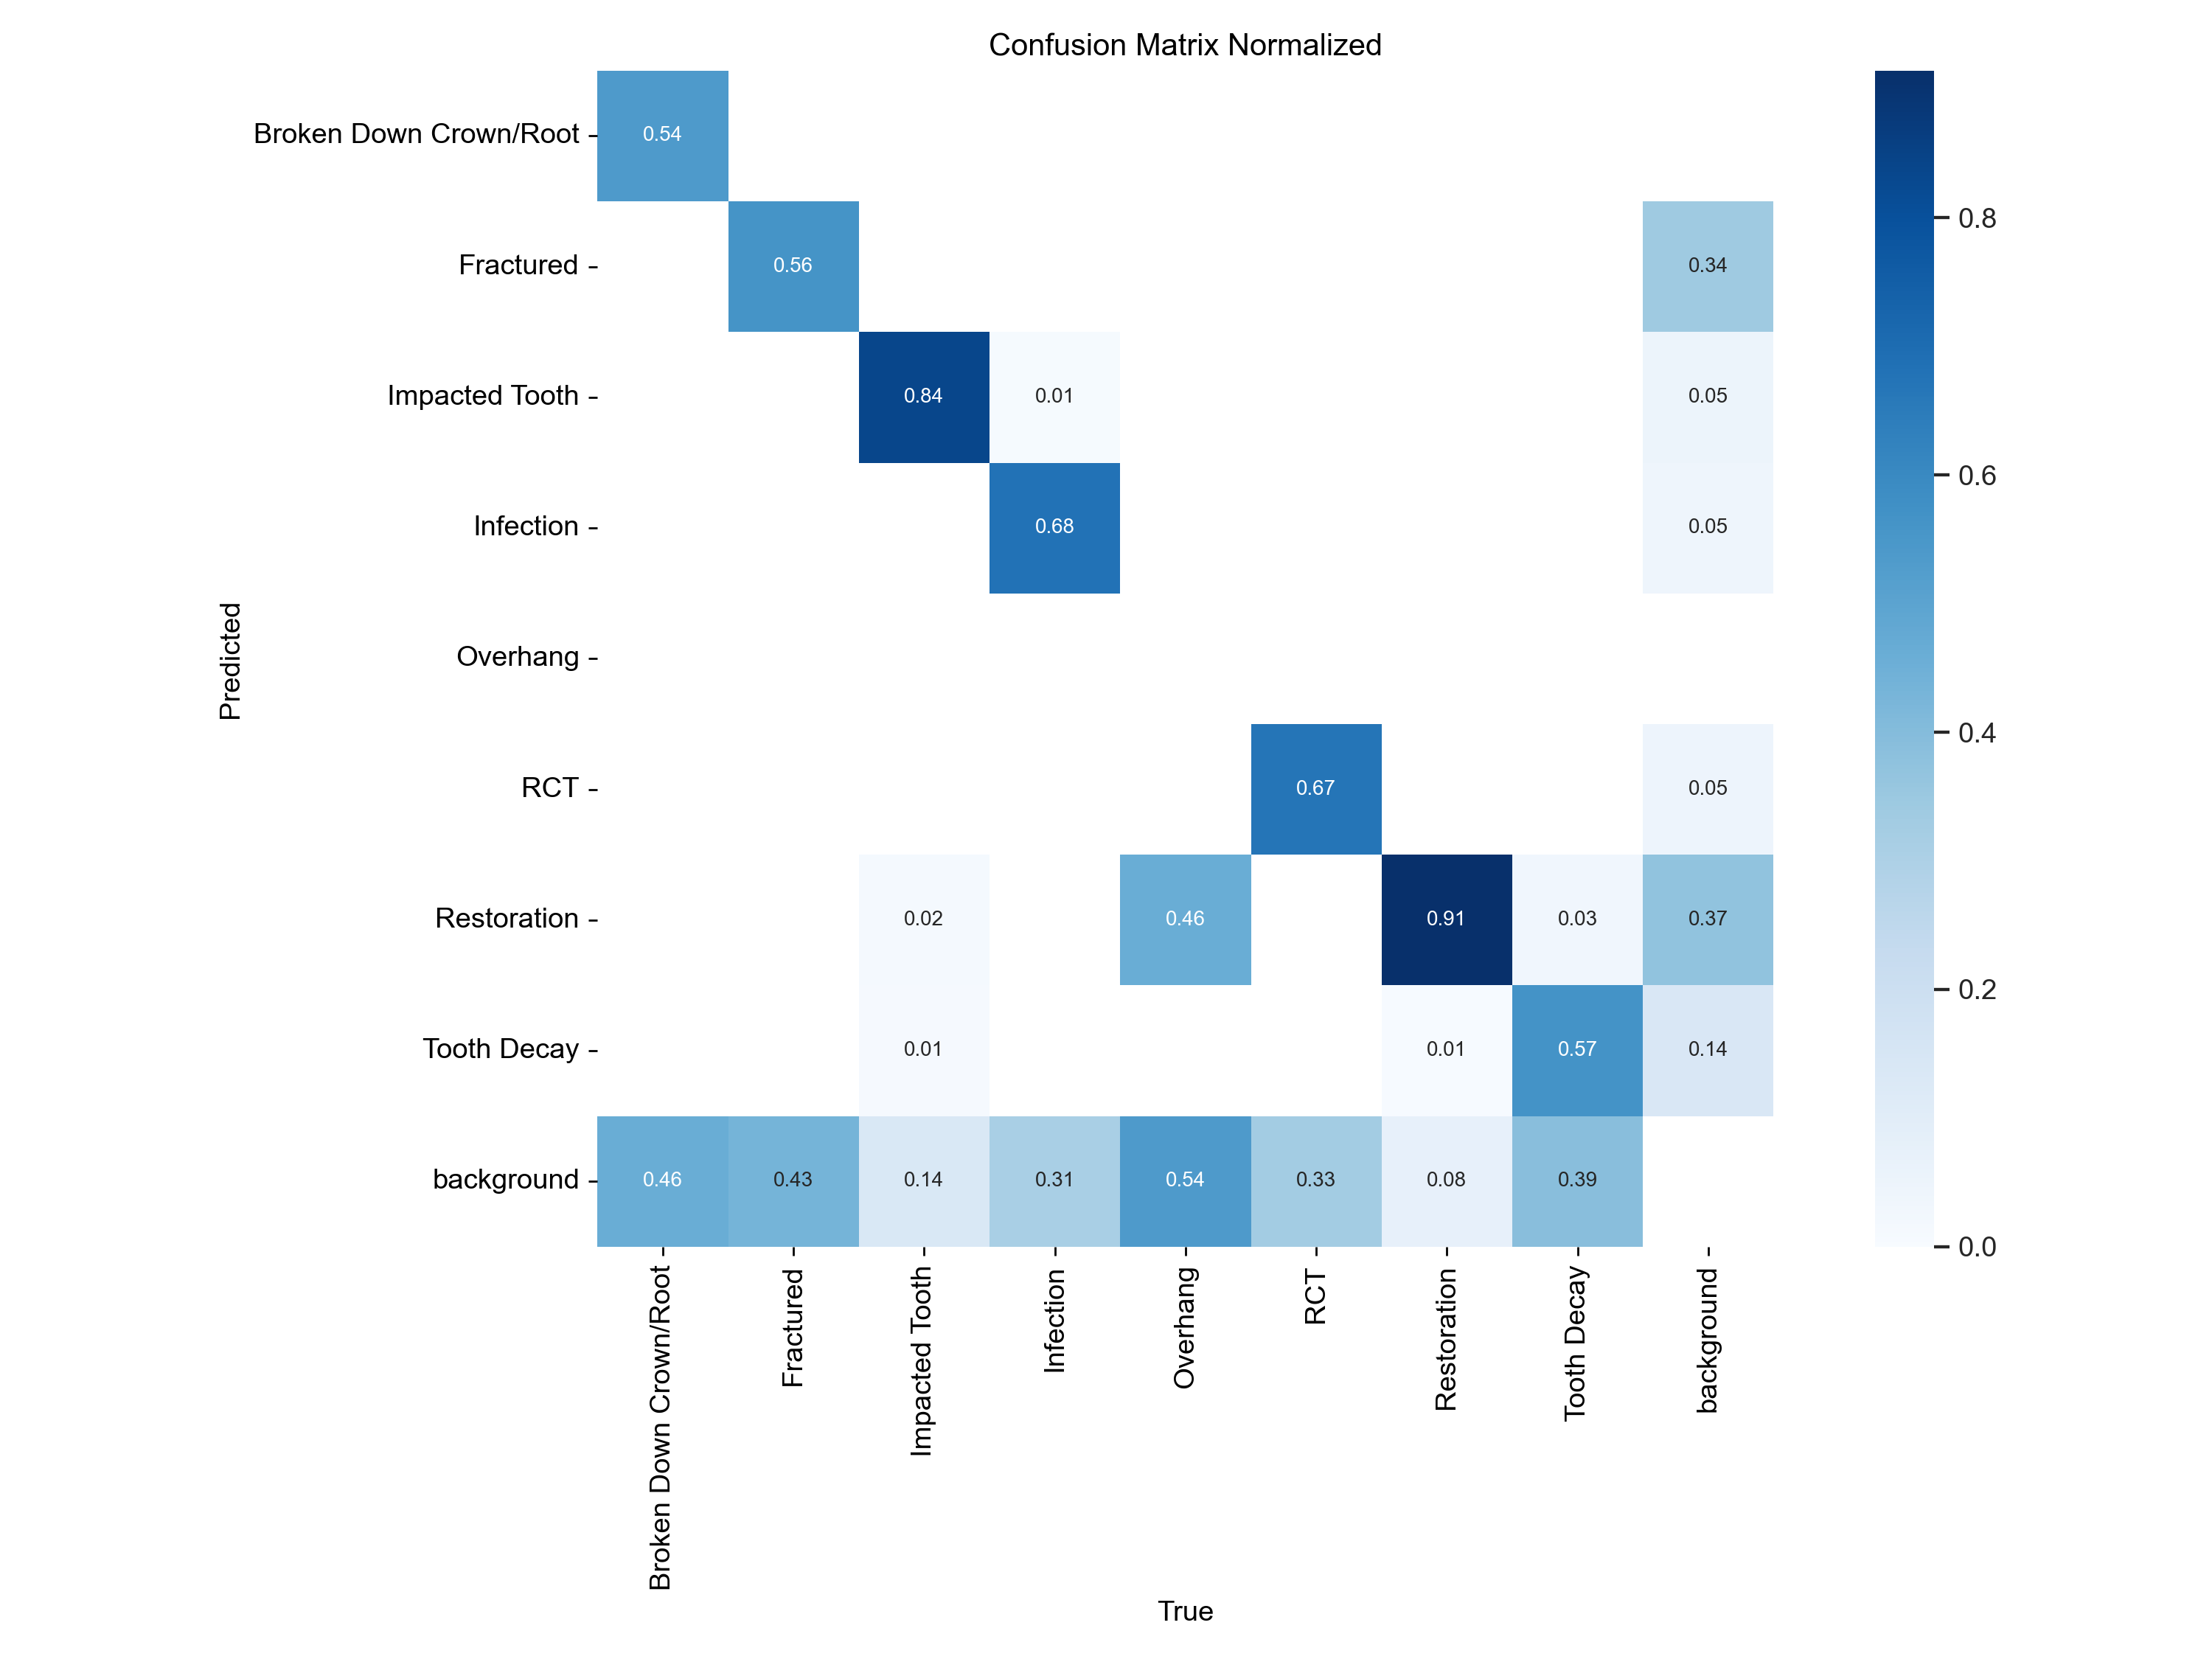 Confusion Matrix Normalized
Broken Down Crown/Root
0.54
Fractured
0.56
0.34
Impacted Tooth
0.84
0.01
0.05
Infection
0.68
0.05
Overhang
RCT
0.67
0.05
Restoration
0.02
0.46
0.91
0.03
0.37
Tooth Decay
0.01
0.01
0.57
0.14
background
0.46
0.43
0.14
0.31
0.54
0.33
0.08
0.39
Predicted
Broken Down Crown/Root
Fractured
Impacted Tooth
Infection
Overhang
RCT
Restoration
Tooth Decay
background
True
0.8
0.6
0.4
0.2
0.0